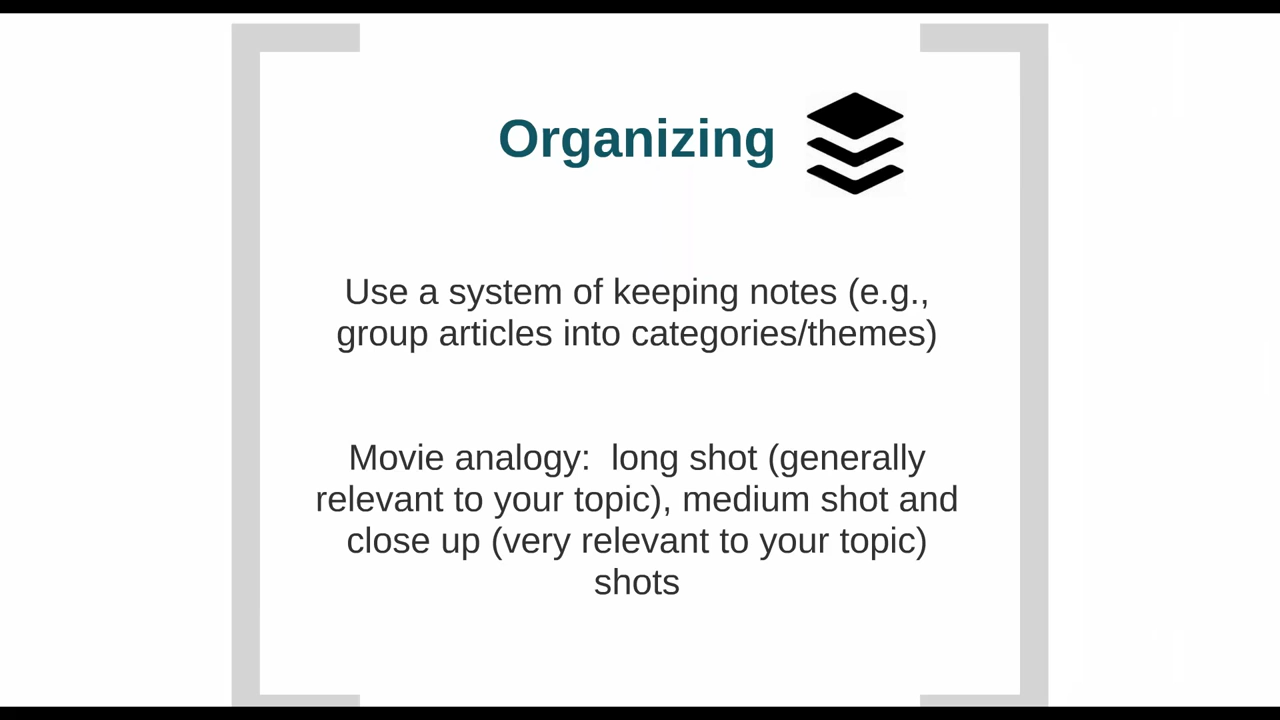 Organizing
Use a system of keeping notes (e.g.,
group articles into categories/themes)
Movie analogy:  long shot (generally
relevant to your topic), medium shot and
close up (very relevant to your topic)
shots